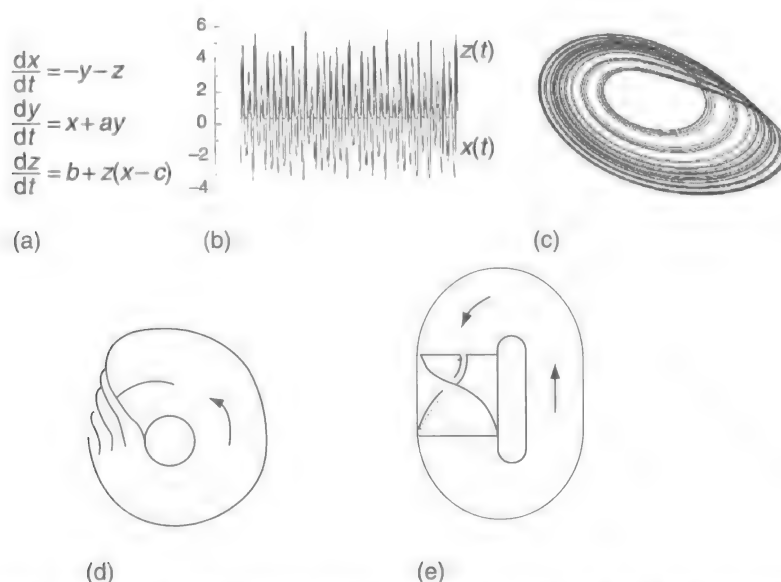 dx/dt = −y − z
dy/dt = x + ay
dz/dt = b + z(x − c)
(a)
6
4
2
0
−2
−4
z(t)
x(t)
(b)
(c)
(d)
(e)